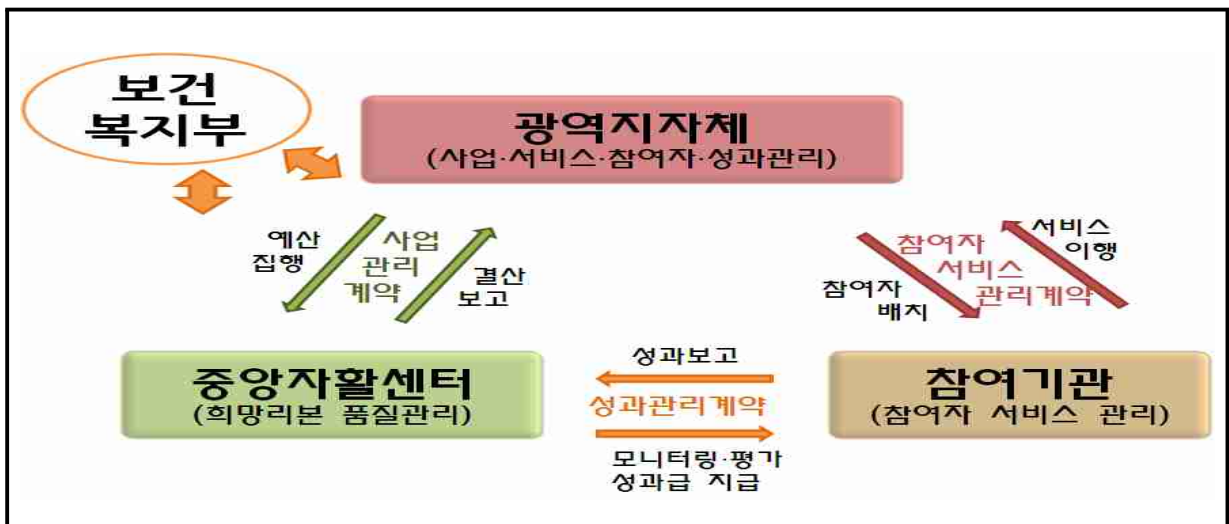 보건
복지부
광역지자체
(사업·서비스·참여자·성과관리)
예산
집행
사업
관리
계약
결산
보고
참여자
서비스
관리계약
서비스
이행
참여자
배치
중앙자활센터
(희망리본 품질관리)
성과보고
성과관리계약
모니터링·평가
성과급 지급
참여기관
(참여자 서비스 관리)